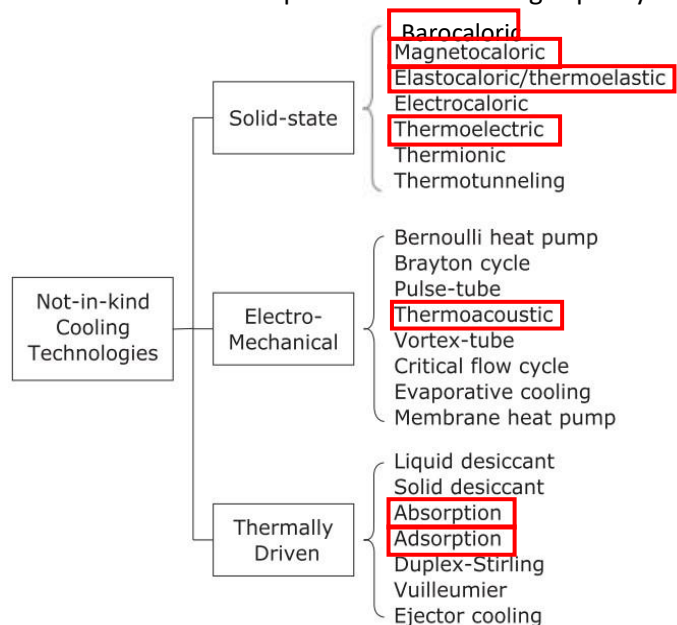 Barocaloric
Magnetocaloric
Elastocaloric/thermoelastic
Solid-state
Electrocaloric
Thermoelectric
Thermionic
Thermotunneling
Bernoulli heat pump
Brayton cycle
Pulse-tube
Not-in-kind
Cooling
Technologies
Electro-
Mechanical
Thermoacoustic
Vortex-tube
Critical flow cycle
Evaporative cooling
Membrane heat pump
Liquid desiccant
Solid desiccant
Absorption
Thermally
Driven
Adsorption
Duplex-Stirling
Vuilleumier
Ejector cooling